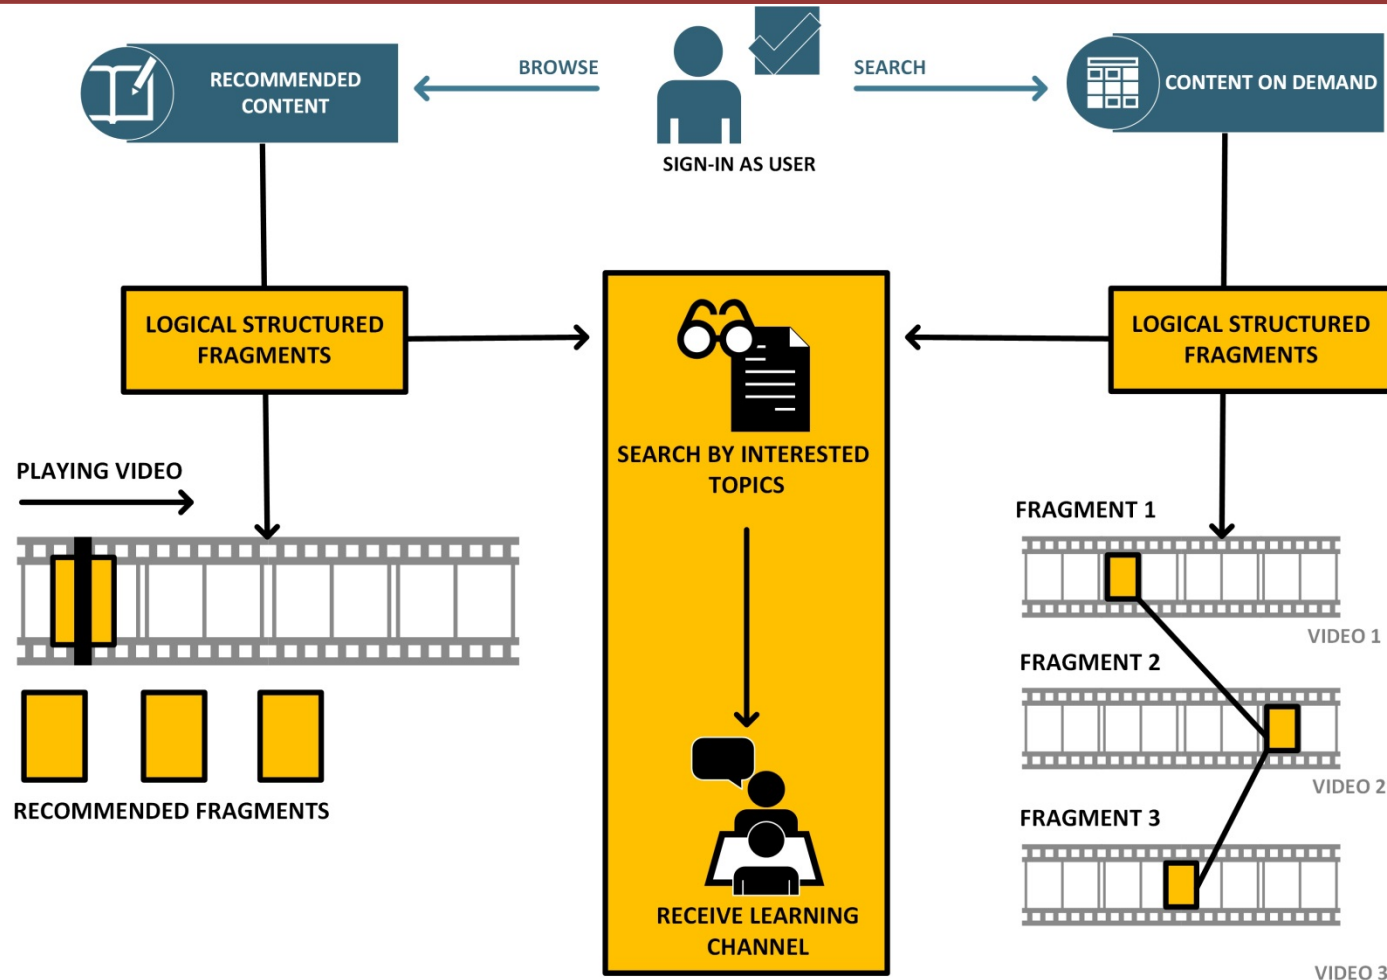 RECOMMENDED
CONTENT
BROWSE
SEARCH
CONTENT ON DEMAND
SIGN-IN AS USER
LOGICAL STRUCTURED
FRAGMENTS
LOGICAL STRUCTURED
FRAGMENTS
SEARCH BY INTERESTED
TOPICS
PLAYING VIDEO
FRAGMENT 1
VIDEO 1
FRAGMENT 2
VIDEO 2
RECOMMENDED FRAGMENTS
FRAGMENT 3
RECEIVE LEARNING
CHANNEL
VIDEO 3